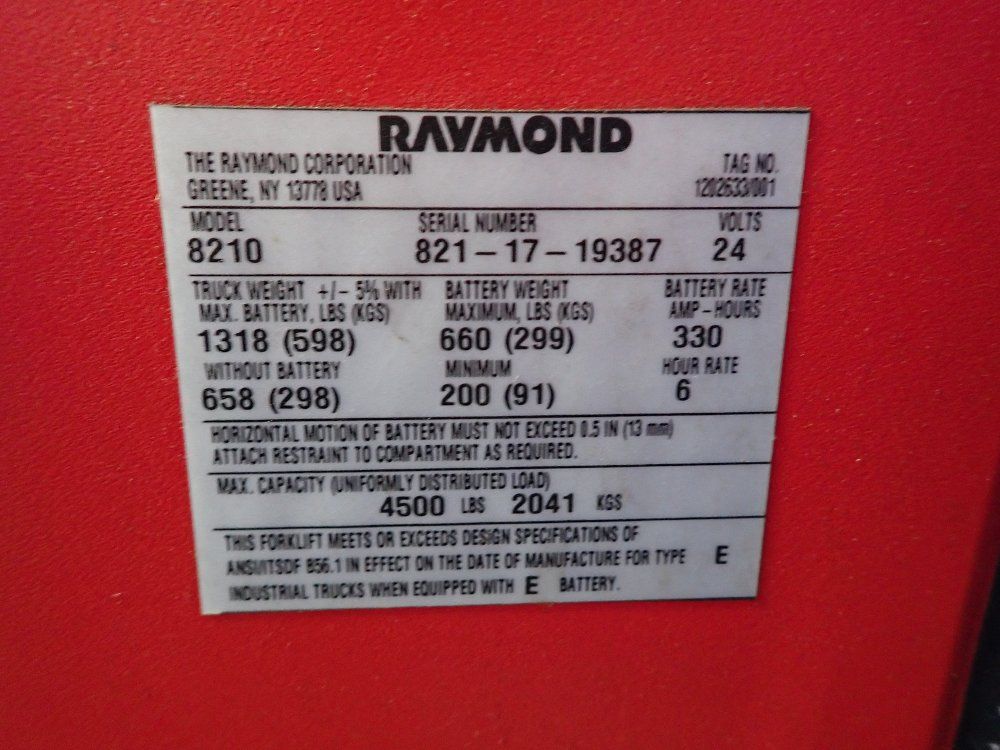 RAYMOND
THE RAYMOND CORPORATION
GREENE, NY 13778 USA
TAG NO.
1202633/001
MODEL SERIAL NUMBER VOLTS
8210 821-17-19387 24
TRUCK WEIGHT +/- 5% WITH BATTERY WEIGHT BATTERY RATE
MAX. BATTERY, LBS (KGS) MAXIMUM, LBS (KGS) AMP-HOURS
1318 (598) 660 (299) 330
WITHOUT BATTERY MINIMUM HOUR RATE
658 (298) 200 (91) 6
HORIZONTAL MOTION OF BATTERY MUST NOT EXCEED 0.5 IN (13 mm)
ATTACH RESTRAINT TO COMPARTMENT AS REQUIRED.
MAX. CAPACITY (UNIFORMLY DISTRIBUTED LOAD)
4500 LBS 2041 KGS
THIS FORKLIFT MEETS OR EXCEEDS DESIGN SPECIFICATIONS OF
ANSI/ITSDF B56.1 IN EFFECT ON THE DATE OF MANUFACTURE FOR TYPE E
INDUSTRIAL TRUCKS WHEN EQUIPPED WITH E BATTERY.